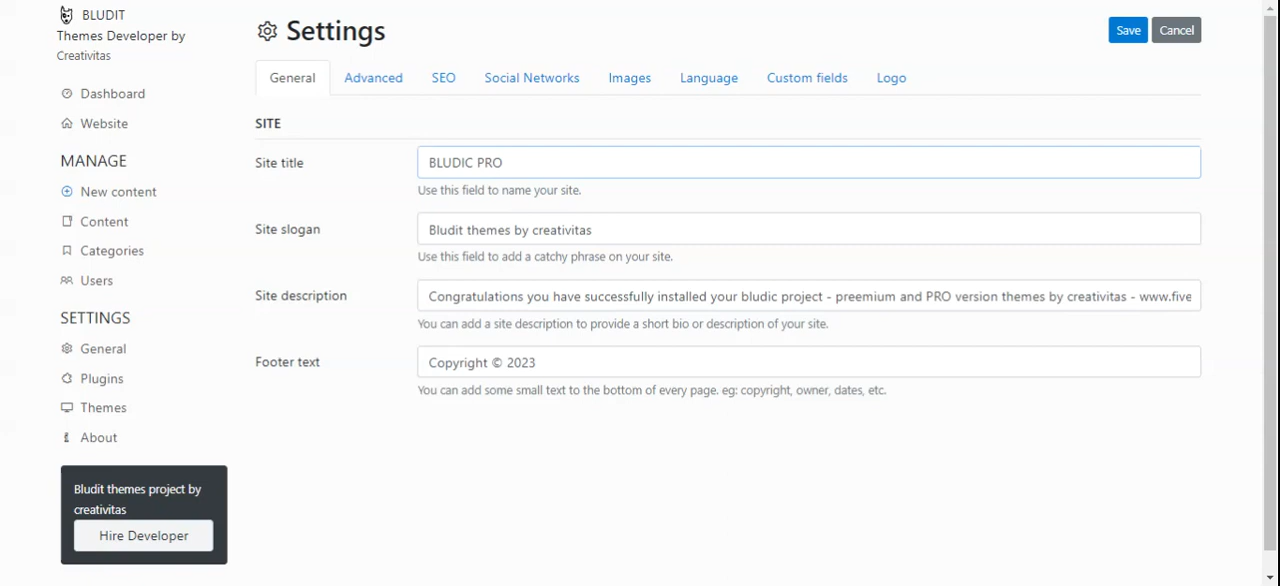 BLUDIT
Themes Developer by
Creativitas
Dashboard
Website
MANAGE
New content
Content
Categories
Users
SETTINGS
General
Plugins
Themes
About
Bludit themes project by
creativitas
Hire Developer
Settings
Save Cancel
General Advanced SEO Social Networks Images Language Custom fields Logo
SITE
Site title BLUDIC PRO
Use this field to name your site.
Site slogan Bludit themes by creativitas
Use this field to add a catchy phrase on your site.
Site description Congratulations you have successfully installed your bludic project - preemium and PRO version themes by creativitas - www.five
You can add a site description to provide a short bio or description of your site.
Footer text Copyright © 2023
You can add some small text to the bottom of every page. eg: copyright, owner, dates, etc.